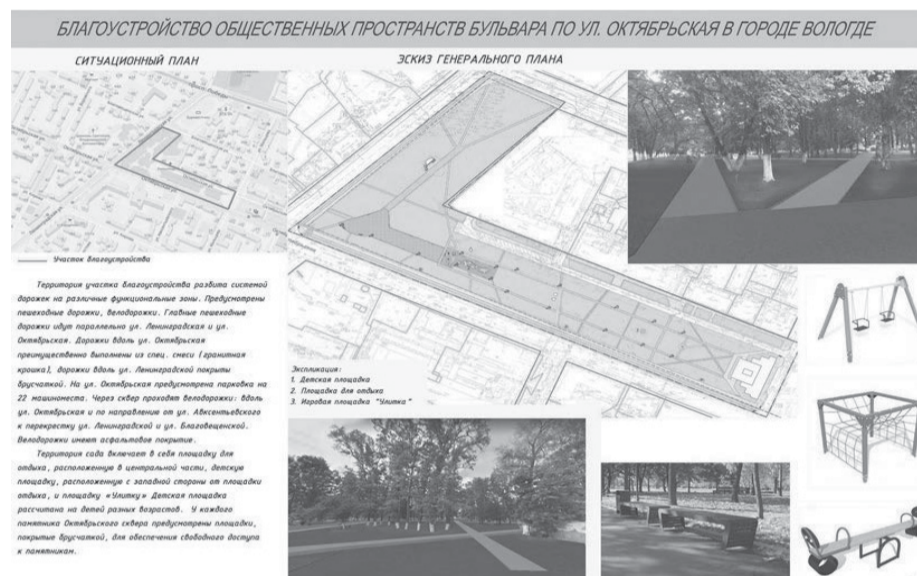 БЛАГОУСТРОЙСТВО ОБЩЕСТВЕННЫХ ПРОСТРАНСТВ БУЛЬВАРА ПО УЛ. ОКТЯБРЬСКАЯ В ГОРОДЕ ВОЛОГДЕ
СИТУАЦИОННЫЙ ПЛАН
ЭСКИЗ ГЕНЕРАЛЬНОГО ПЛАНА
Участок благоустройства
Территория участка благоустройства разбита системой
дорожек на различные функциональные зоны. Предусмотрены
пешеходные дорожки, велодорожки. Главные пешеходные
дорожки идут параллельно ул. Ленинградская и ул.
Октябрьская. Дорожки вдоль ул. Октябрьская
преимущественно выполнены из спец. смеси (гранитная
крошка), дорожки вдоль ул. Ленинградской покрыты
брусчаткой. На ул. Октябрьская предусмотрена парковка на
22 машиноместа. Через сквер проходят велодорожки: вдоль
ул. Октябрьская и по направление от ул. Авксентьевского
к перекрестку ул. Ленинградской и ул. Благовещенской.
Велодорожки имеют асфальтовое покрытие.
Территория сада включает в себя площадку для
отдыха, расположенную в центральной части, детскую
площадку, расположенные с западной стороны от площадки
отдыха, и площадку «Улитку» Детская площадка
рассчитана на детей разных возрастов. У каждого
памятника Октябрьского сквера предусмотрены площадки,
покрытые брусчаткой, для обеспечения свободного доступа
к памятникам.
Экспликация:
1. Детская площадка
2. Площадка для отдыха
3. Игровая площадка "Улитка"